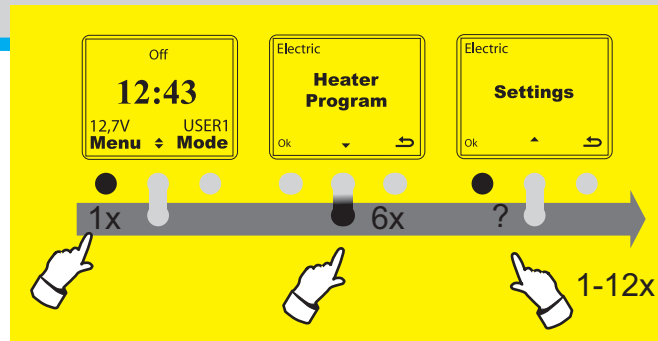 Off
12:43
12,7V USER1
Menu Mode
Electric
Heater
Program
Ok
Electric
Settings
Ok
1x
6x
?
1-12x